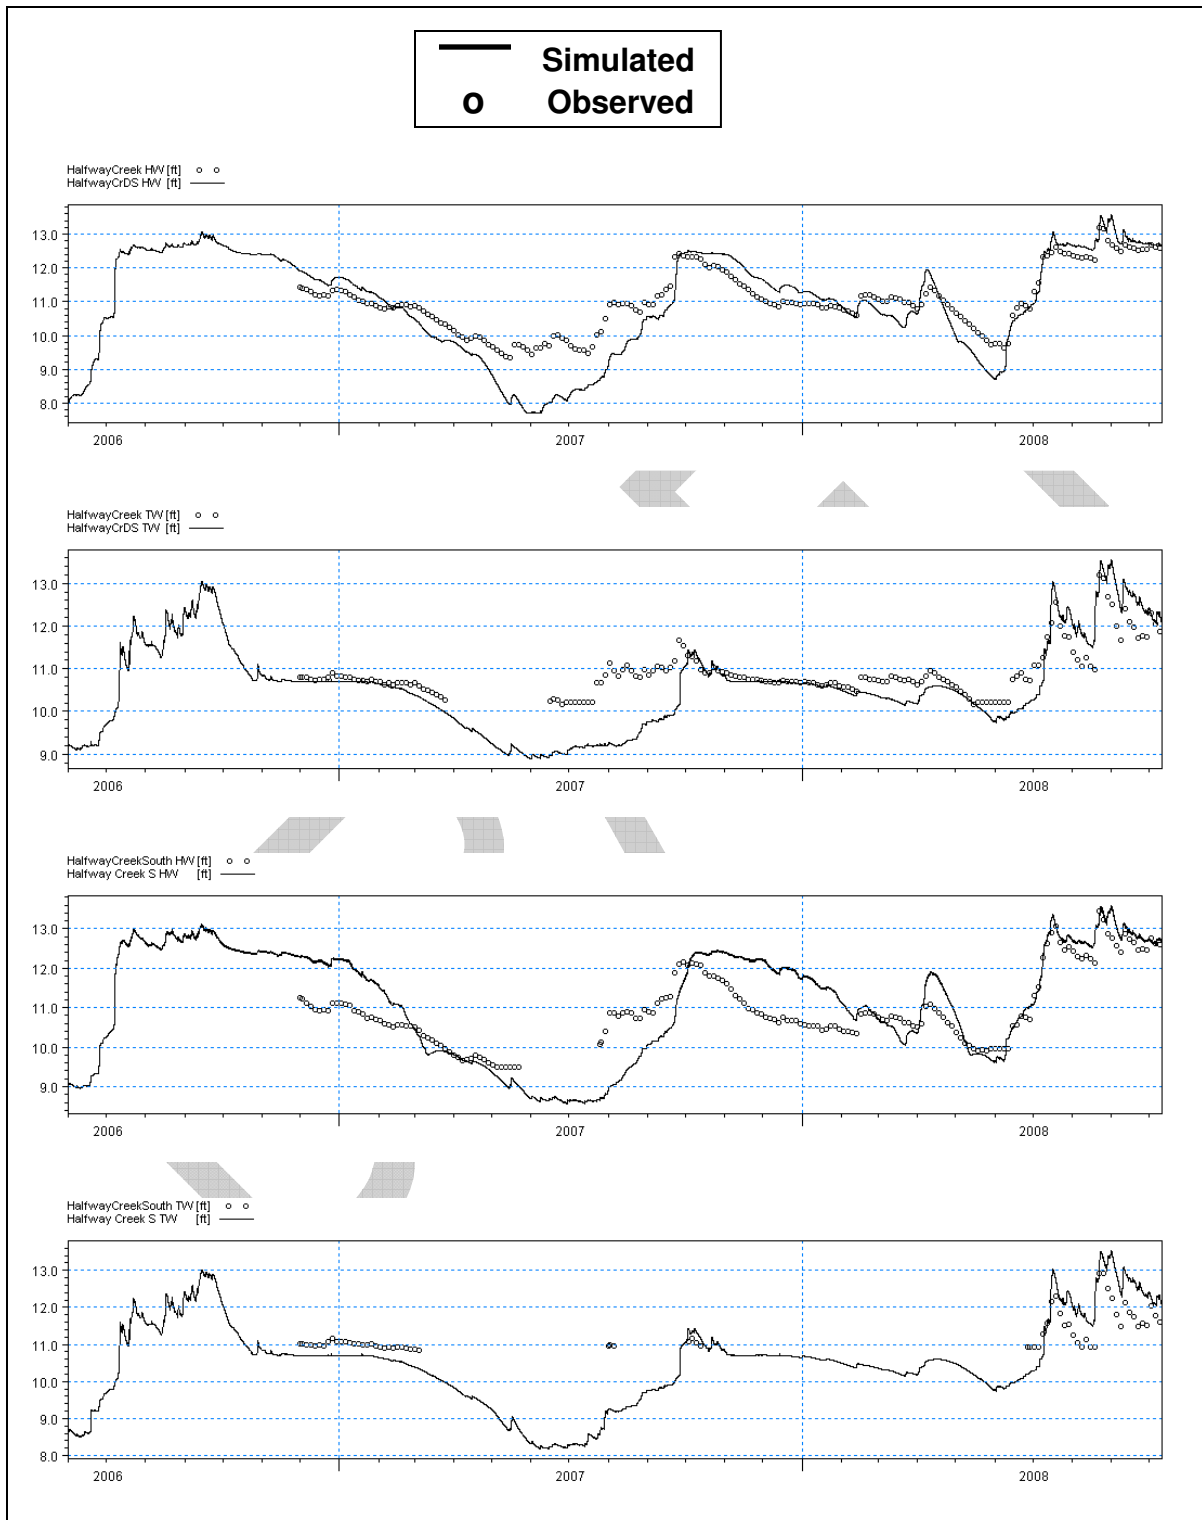 Simulated
o Observed
HalfwayCreek HW [ft]
HalfwayCrDS HW [ft]
13.0
12.0
11.0
10.0
9.0
8.0
2006 2007 2008
HalfwayCreek TW [ft]
HalfwayCrDS TW [ft]
13.0
12.0
11.0
10.0
9.0
2006 2007 2008
HalfwayCreekSouth HW [ft]
Halfway Creek S HW [ft]
13.0
12.0
11.0
10.0
9.0
2006 2007 2008
HalfwayCreekSouth TW [ft]
Halfway Creek S TW [ft]
13.0
12.0
11.0
10.0
9.0
8.0
2006 2007 2008